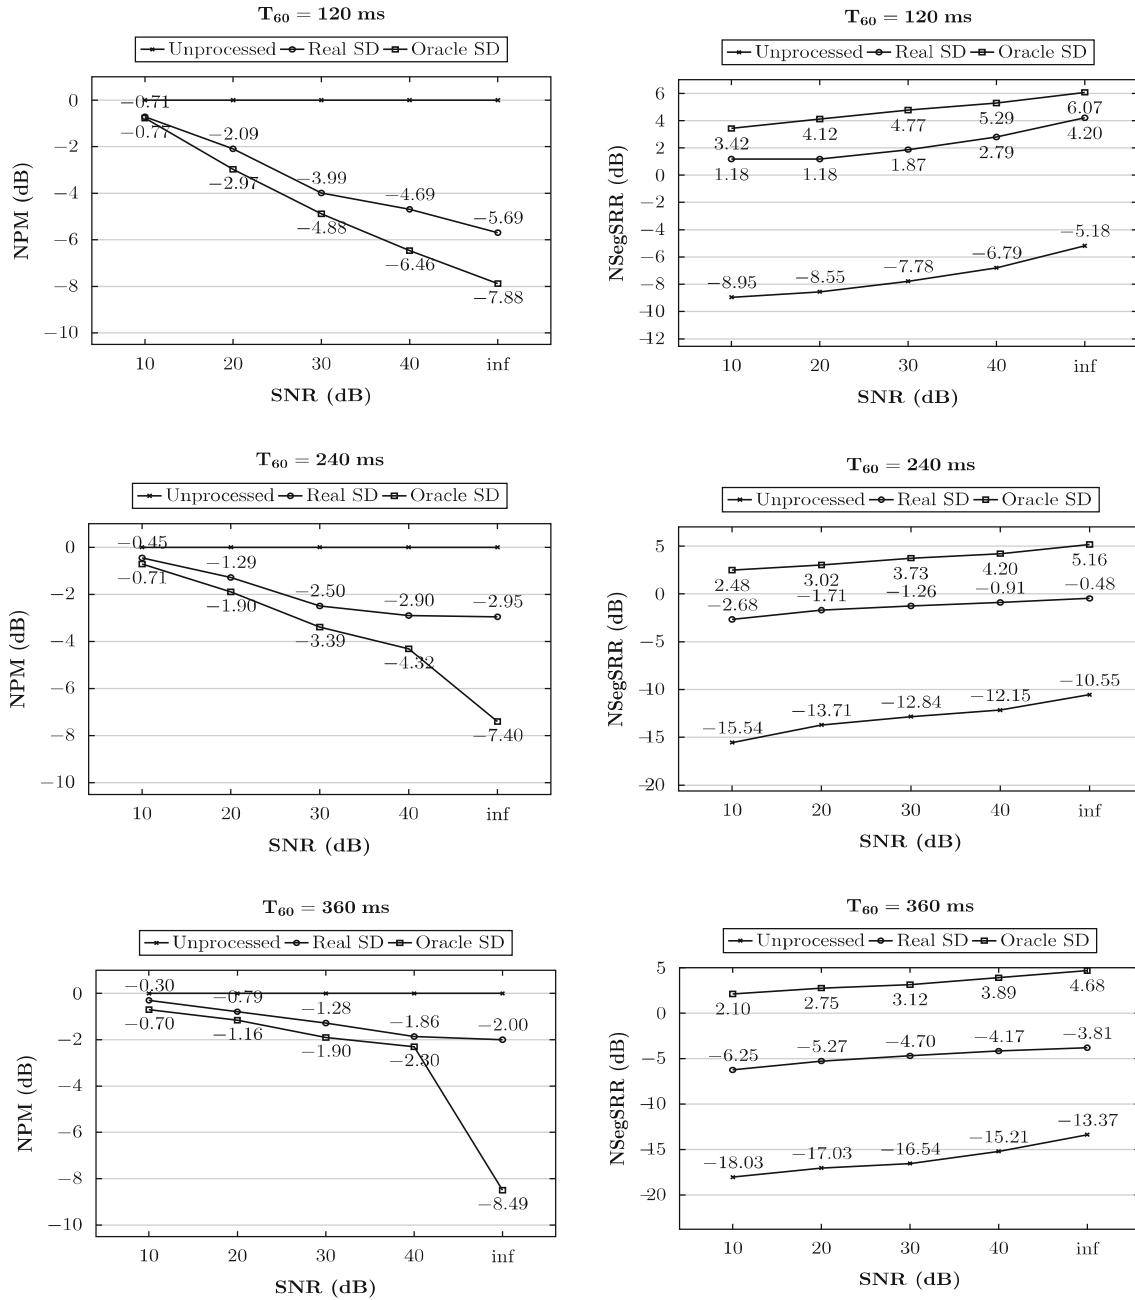 T60 = 120 ms
Unprocessed Real SD Oracle SD
NPM (dB)
0
−2
−4
−6
−8
−10
−0.71
−0.77
−2.09
−2.97
−3.99
−4.88
−4.69
−6.46
−5.69
−7.88
10 20 30 40 inf
SNR (dB)
T60 = 120 ms
Unprocessed Real SD Oracle SD
NSegSRR (dB)
6
4
2
0
−2
−4
−6
−8
−10
−12
3.42 4.12 4.77 5.29 6.07
1.18 1.18 1.87 2.79 4.20
−8.95 −8.55 −7.78 −6.79 −5.18
10 20 30 40 inf
SNR (dB)
T60 = 240 ms
Unprocessed Real SD Oracle SD
NPM (dB)
0
−2
−4
−6
−8
−10
−0.45
−0.71
−1.29
−1.90
−2.50
−3.39
−2.90
−4.32
−2.95
−7.40
10 20 30 40 inf
SNR (dB)
T60 = 240 ms
Unprocessed Real SD Oracle SD
NSegSRR (dB)
5
0
−5
−10
−15
−20
2.48 3.02 3.73 4.20 5.16
−2.68 −1.71 −1.26 −0.91 −0.48
−15.54 −13.71 −12.84 −12.15 −10.55
10 20 30 40 inf
SNR (dB)
T60 = 360 ms
Unprocessed Real SD Oracle SD
NPM (dB)
0
−2
−4
−6
−8
−10
−0.30
−0.70
−0.79
−1.16
−1.28
−1.90
−1.86
−2.30
−2.00
−8.49
10 20 30 40 inf
SNR (dB)
T60 = 360 ms
Unprocessed Real SD Oracle SD
NSegSRR (dB)
5
0
−5
−10
−15
−20
2.10 2.75 3.12 3.89 4.68
−6.25 −5.27 −4.70 −4.17 −3.81
−18.03 −17.03 −16.54 −15.21 −13.37
10 20 30 40 inf
SNR (dB)